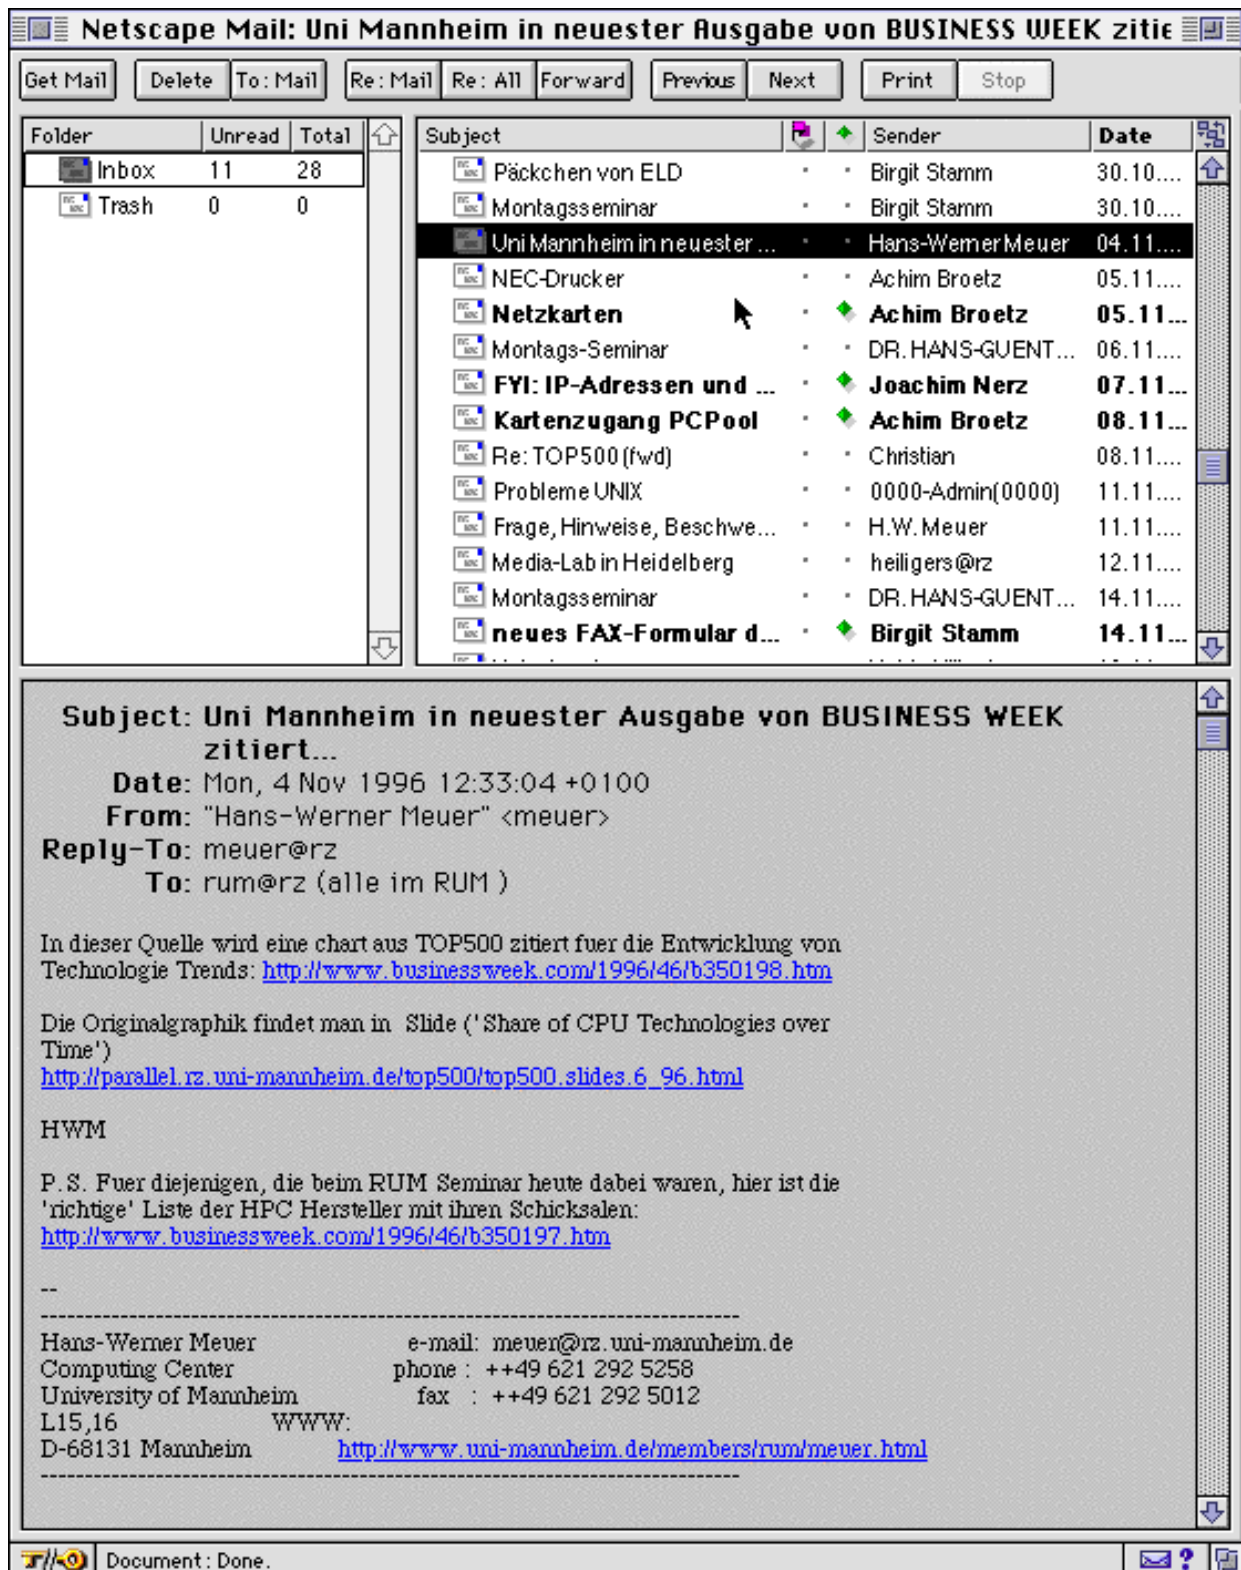 Netscape Mail: Uni Mannheim in neuester Ausgabe von BUSINESS WEEK zitie
Get Mail Delete To: Mail Re: Mail Re: All Forward Previous Next Print Stop
Folder Unread Total
Inbox 11 28
Trash 0 0
Subject Sender Date
Päckchen von ELD Birgit Stamm 30.10....
Montagsseminar Birgit Stamm 30.10....
Uni Mannheim in neuester ... Hans-Werner Meuer 04.11....
NEC-Drucker Achim Broetz 05.11....
Netzkarten Achim Broetz 05.11...
Montags-Seminar DR. HANS-GUENT... 06.11....
FYI: IP-Adressen und ... Joachim Nerz 07.11...
Kartenzugang PCPool Achim Broetz 08.11...
Re: TOP500 (fwd) Christian 08.11....
Probleme UNIX 0000-Admin(0000) 11.11....
Frage, Hinweise, Beschwe... H.W. Meuer 11.11....
Media-Lab in Heidelberg heiligers@rz 12.11....
Montagsseminar DR. HANS-GUENT... 14.11....
neues FAX-Formular d... Birgit Stamm 14.11...
Subject: Uni Mannheim in neuester Ausgabe von BUSINESS WEEK
zitiert...
Date: Mon, 4 Nov 1996 12:33:04 +0100
From: "Hans-Werner Meuer" <meuer>
Reply-To: meuer@rz
To: rum@rz (alle im RUM )
In dieser Quelle wird eine chart aus TOP500 zitiert fuer die Entwicklung von
Technologie Trends: http://www.businessweek.com/1996/46/b350198.htm
Die Originalgraphik findet man in  Slide ('Share of CPU Technologies over
Time')
http://parallel.rz.uni-mannheim.de/top500/top500.slides.6_96.html
HWM
P.S. Fuer diejenigen, die beim RUM Seminar heute dabei waren, hier ist die
'richtige' Liste der HPC Hersteller mit ihren Schicksalen:
http://www.businessweek.com/1996/46/b350197.htm
--
--------------------------------------------------------------------------------
Hans-Werner Meuer e-mail: meuer@rz.uni-mannheim.de
Computing Center phone : ++49 621 292 5258
University of Mannheim fax : ++49 621 292 5012
L15,16 WWW:
D-68131 Mannheim http://www.uni-mannheim.de/members/rum/meuer.html
--------------------------------------------------------------------------------
Document: Done.